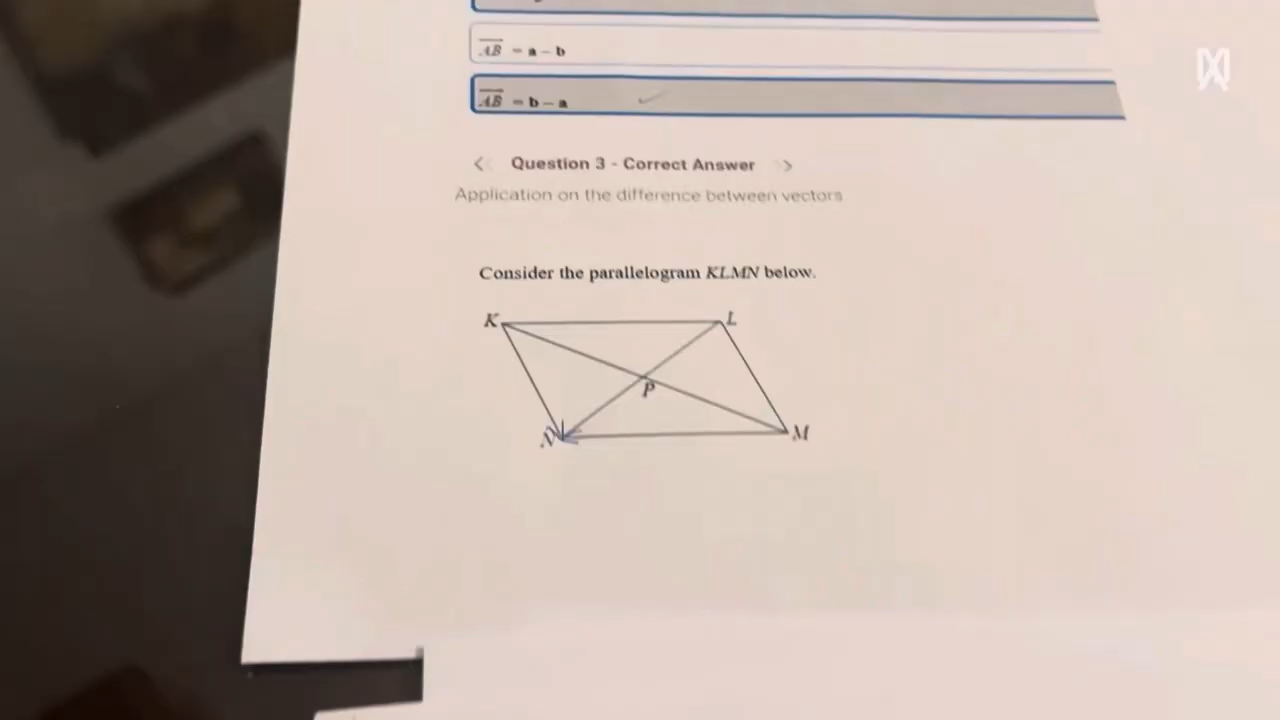 AB = a - b
AB = b - a
Question 3 - Correct Answer
Application on the difference between vectors
Consider the parallelogram KLMN below.
K
L
P
N
M